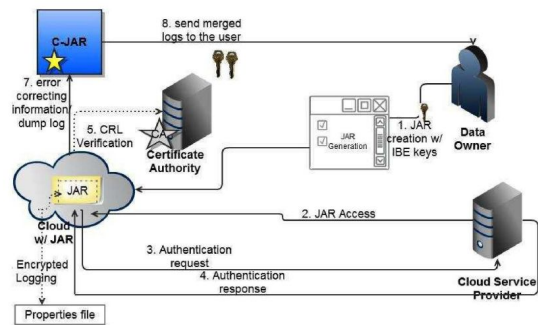 8. send merged
logs to the user
C-JAR
7. error
correcting
information/
dump log
5. CRL
Verification
CA
Certificate
Authority
JAR
Generation
1. JAR
creation w/
IBE keys
Data
Owner
JAR
Cloud
w/ JAR
2. JAR Access
3. Authentication
request
4. Authentication
response
Cloud Service
Provider
Encrypted
Logging
Properties file